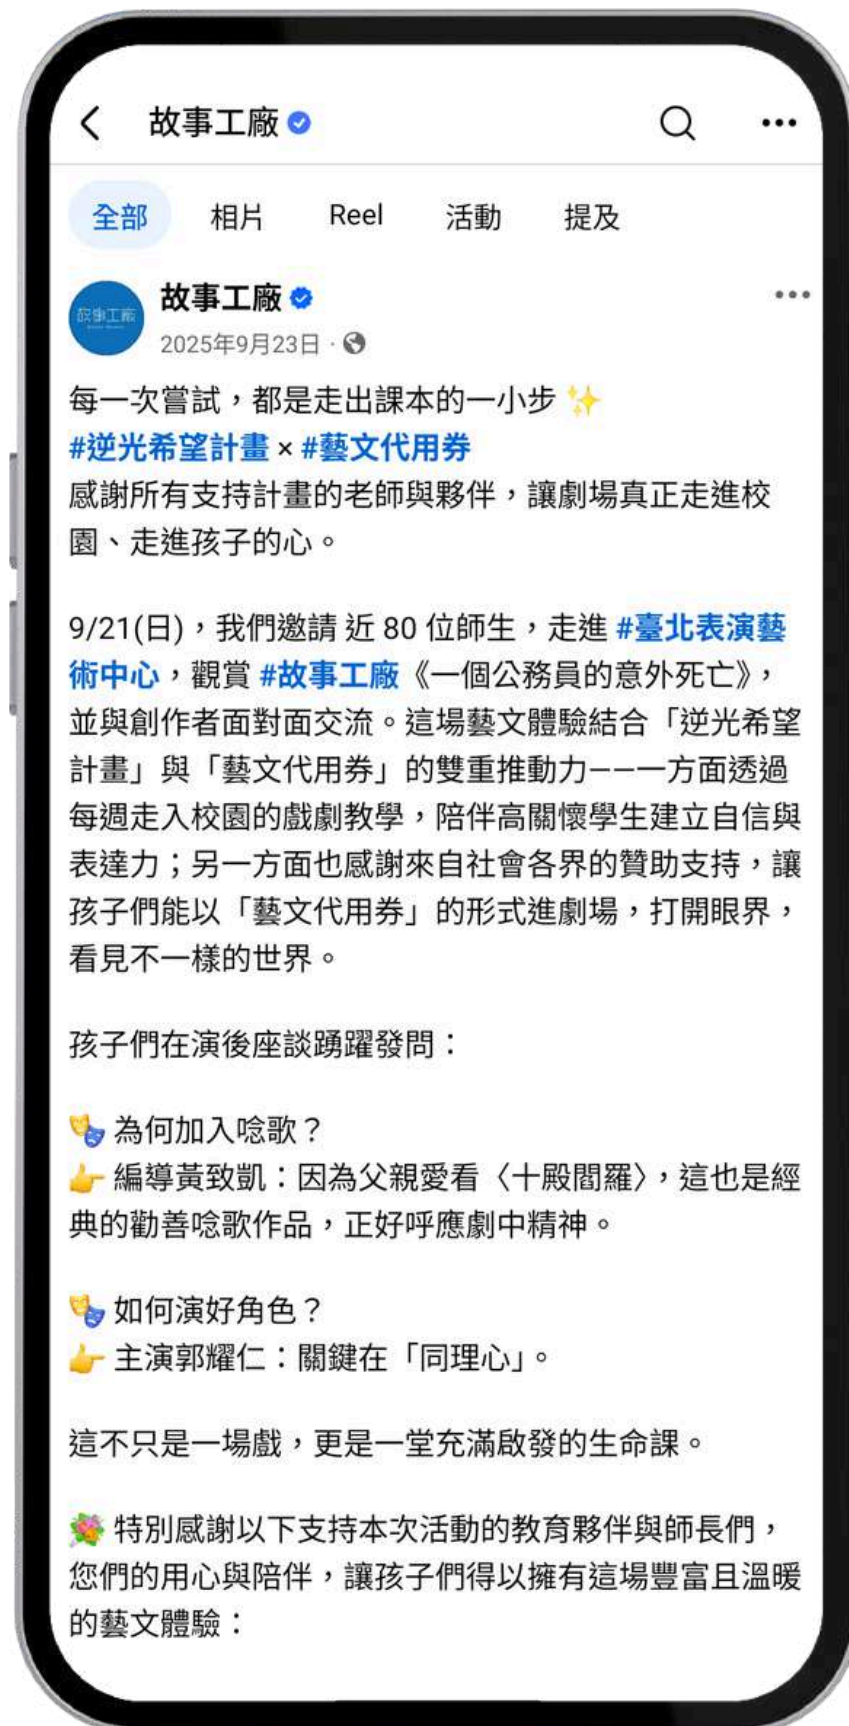 故事工廠
全部 相片 Reel 活動 提及
故事工廠
故事工廠
2025年9月23日 ·
每一次嘗試，都是走出課本的一小步 ✨
#逆光希望計畫 × #藝文代用券
感謝所有支持計畫的老師與夥伴，讓劇場真正走進校
園、走進孩子的心。
9/21(日)，我們邀請 近 80 位師生，走進 #臺北表演藝
術中心，觀賞 #故事工廠《一個公務員的意外死亡》，
並與創作者面對面交流。這場藝文體驗結合「逆光希望
計畫」與「藝文代用券」的雙重推動力——一方面透過
每週走入校園的戲劇教學，陪伴高關懷學生建立自信與
表達力；另一方面也感謝來自社會各界的贊助支持，讓
孩子們能以「藝文代用券」的形式進劇場，打開眼界，
看見不一樣的世界。
孩子們在演後座談踴躍發問：
🎭 為何加入唸歌？
👉 編導黃致凱：因為父親愛看〈十殿閻羅〉，這也是經
典的勸善唸歌作品，正好呼應劇中精神。
🎭 如何演好角色？
👉 主演郭耀仁：關鍵在「同理心」。
這不只是一場戲，更是一堂充滿啟發的生命課。
💐 特別感謝以下支持本次活動的教育夥伴與師長們，
您們的用心與陪伴，讓孩子們得以擁有這場豐富且溫暖
的藝文體驗：